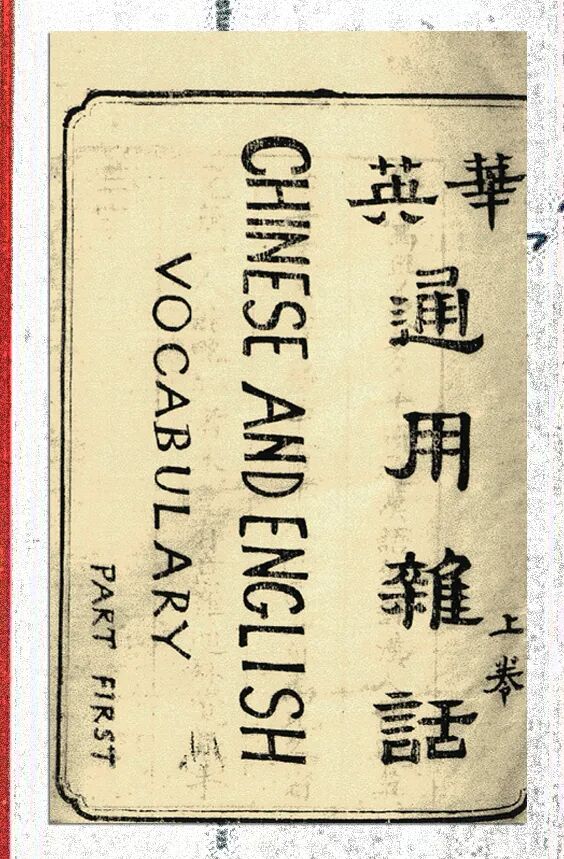 華英
通用雜話
上卷
CHINESE AND ENGLISH
VOCABULARY
PART FIRST